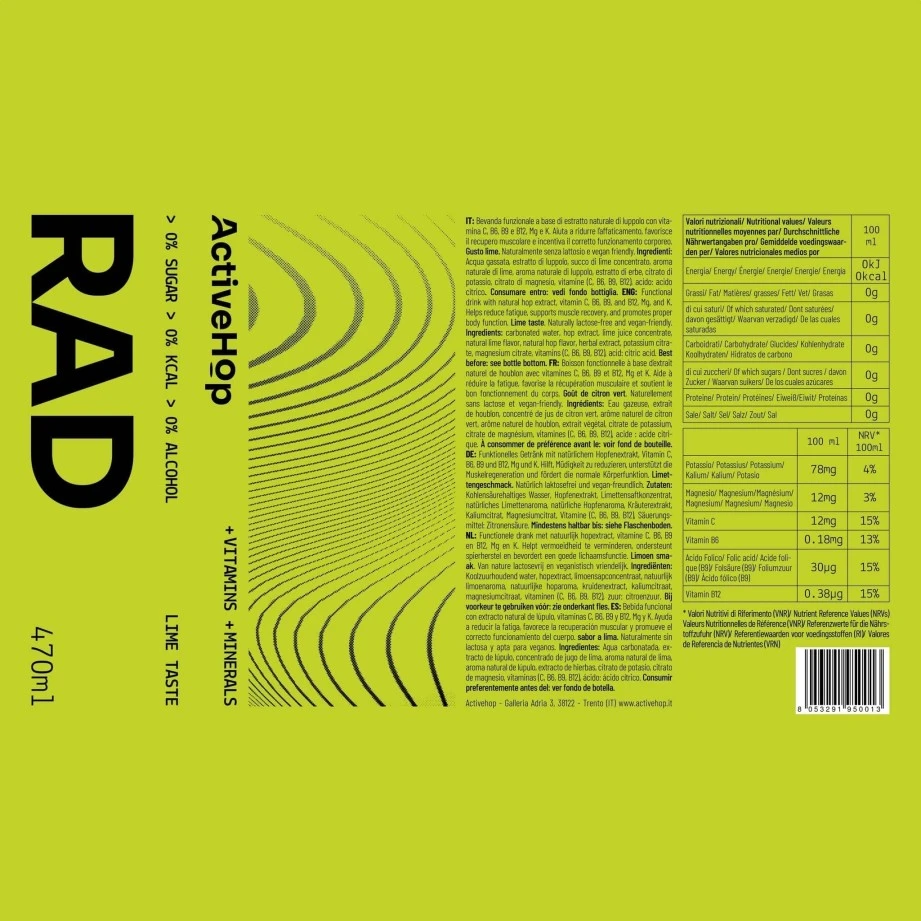 RAD
470ml
> 0% SUGAR > 0% KCAL > 0% ALCOHOL
LIME TASTE
ActiveHop
+VITAMINS +MINERALS
IT: Bevanda funzionale a base di estratto naturale di luppolo con vita-
mina C, B6, B9 e B12, Mg e K. Aiuta a ridurre l'affaticamento, favorisce
il recupero muscolare e incentiva il corretto funzionamento corporeo.
Gusto lime. Naturalmente senza lattosio e vegan friendly. Ingredienti:
Acqua gassata, estratto di luppolo, succo di lime concentrato, aroma
naturale di lime, aroma naturale di luppolo, estratto di erbe, citrato di
potassio, citrato di magnesio, vitamine (C, B6, B9, B12), acido: acido
citrico. Consumare entro: vedi fondo bottiglia. ENG: Functional
drink with natural hop extract, vitamin C, B6, B9, and B12, Mg, and K.
Helps reduce fatigue, supports muscle recovery, and promotes proper
body function. Lime taste. Naturally lactose-free and vegan-friendly.
Ingredients: carbonated water, hop extract, lime juice concentrate,
natural lime flavor, natural hop flavor, herbal extract, potassium citra-
te, magnesium citrate, vitamins (C, B6, B9, B12), acid: citric acid. Best
before: see bottle bottom. FR: Boisson fonctionnelle à base d'extrait
naturel de houblon avec vitamines C, B6, B9 et B12, Mg et K. Aide à
réduire la fatigue, favorise la récupération musculaire et soutient le
bon fonctionnement du corps. Goût de citron vert. Naturellement
sans lactose et vegan-friendly. Ingrédients: Eau gazeuse, extrait
de houblon, concentré de jus de citron vert, arôme naturel de citron
vert, arôme naturel de houblon, extrait végétal, citrate de potassium,
citrate de magnésium, vitamines (C, B6, B9, B12), acide : acide citri-
que. À consommer de préférence avant le: voir fond de bouteille.
DE: Funktionelles Getränk mit natürlichem Hopfenextrakt, Vitamin C,
B6, B9 und B12, Mg und K. Hilft, Müdigkeit zu reduzieren, unterstützt die
Muskelregeneration und fördert die normale Körperfunktion. Limet-
tengeschmack. Natürlich laktosefrei und vegan-freundlich. Zutaten:
Kohlensäurehaltiges Wasser, Hopfenextrakt, Limettensaftkonzentrat,
natürliches Limettenaroma, natürliche Hopfenaroma, Kräuterextrakt,
Kaliumcitrat, Magnesiumcitrat, Vitamine (C, B6, B9, B12), Säuerungs-
mittel: Zitronensäure. Mindestens haltbar bis: siehe Flaschenboden.
NL: Functionele drank met natuurlijk hopextract, vitamine C, B6, B9
en B12, Mg en K. Helpt vermoeidheid te verminderen, ondersteunt
spierherstel en bevordert een goede lichaamsfunctie. Limoen sma-
ak. Van nature lactosevrij en veganistisch vriendelijk. Ingrediënten:
Koolzuurhoudend water, hopextract, limoensapconcentraat, natuurlijk
limoenaroma, natuurlijke hoparoma, kruidenextract, kaliumcitraat,
magnesiumcitraat, vitaminen (C, B6, B9, B12), zuur: citroenzuur. Bij
voorkeur te gebruiken vóór: zie onderkant fles. ES: Bebida funcional
con extracto natural de lúpulo, vitaminas C, B6, B9 y B12, Mg y K. Ayuda
a reducir la fatiga, favorece la recuperación muscular y promueve el
correcto funcionamiento del cuerpo. sabor a lima. Naturalmente sin
lactosa y apta para veganos. Ingredientes: Agua carbonatada, ex-
tracto de lúpulo, concentrado de jugo de lima, aroma natural de lima,
aroma natural de lúpulo, extracto de hierbas, citrato de potasio, citrato
de magnesio, vitaminas (C, B6, B9, B12), ácido: ácido cítrico. Consumir
preferentemente antes del: ver fondo de botella.
Activehop - Galleria Adria 3, 38122 - Trento (IT) www.activehop.it
Valori nutrizionali/ Nutritional values/ Valeurs
nutritionnelles moyennes par/ Durchschnittliche
Nährwertangaben pro/ Gemiddelde voedingswaar-
den per/ Valores nutricionales medios por
100
ml
Energia/ Energy/ Énergie/ Energie/ Energie/ Energía
0kJ
0kcal
Grassi/ Fat/ Matières/ grasses/ Fett/ Vet/ Grasas
0g
di cui saturi/ Of which saturated/ Dont saturées/
davon gesättigt/ Waarvan verzadigd/ De las cuales
saturadas
0g
Carboidrati/ Carbohydrate/ Glucides/ Kohlenhydrate
Koolhydraten/ Hidratos de carbono
0g
di cui zuccheri/ Of which sugars / Dont sucres / davon
Zucker / Waarvan suikers/ De los cuales azúcares
0g
Proteine/ Protein/ Protéines/ Eiweiß/Eiwit/ Proteínas
0g
Sale/ Salt/ Sel/ Salz/ Zout/ Sal
0g
100 ml
NRV*
100ml
Potassio/ Potassius/ Potassium/
Kalium/ Kalium/ Potasio
78mg
4%
Magnesio/ Magnesium/Magnésium/
Magnesium/ Magnesium/ Magnesio
12mg
3%
Vitamin C
12mg
15%
Vitamin B6
0.18mg
13%
Acido Folico/ Folic acid/ Acide foli-
que (B9)/ Folsäure (B9)/ Foliumzuur
(B9)/ Ácido fólico (B9)
30µg
15%
Vitamin B12
0.38µg
15%
* Valori Nutritivi di Riferimento (VNR)/ Nutrient Reference Values (NRVs)
Valeurs Nutritionnelles de Référence (VNR)/ Referenzwerte für die Nährs-
toffzufuhr (NRV)/ Referentiewaarden voor voedingsstoffen (RI)/ Valores
de Referencia de Nutrientes (VRN)
8 053291 950013